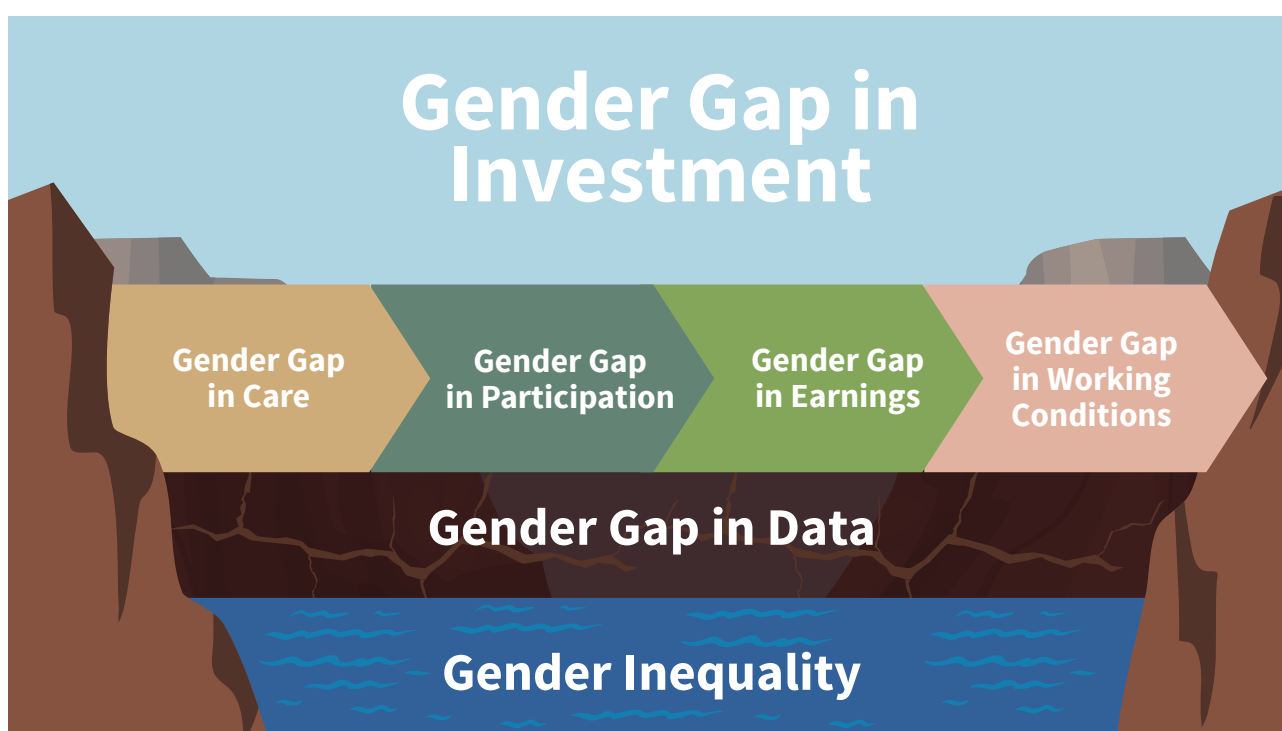 Gender Gap in
Investment
Gender Gap
in Care
Gender Gap
in Participation
Gender Gap
in Earnings
Gender Gap
in Working
Conditions
Gender Gap in Data
Gender Inequality